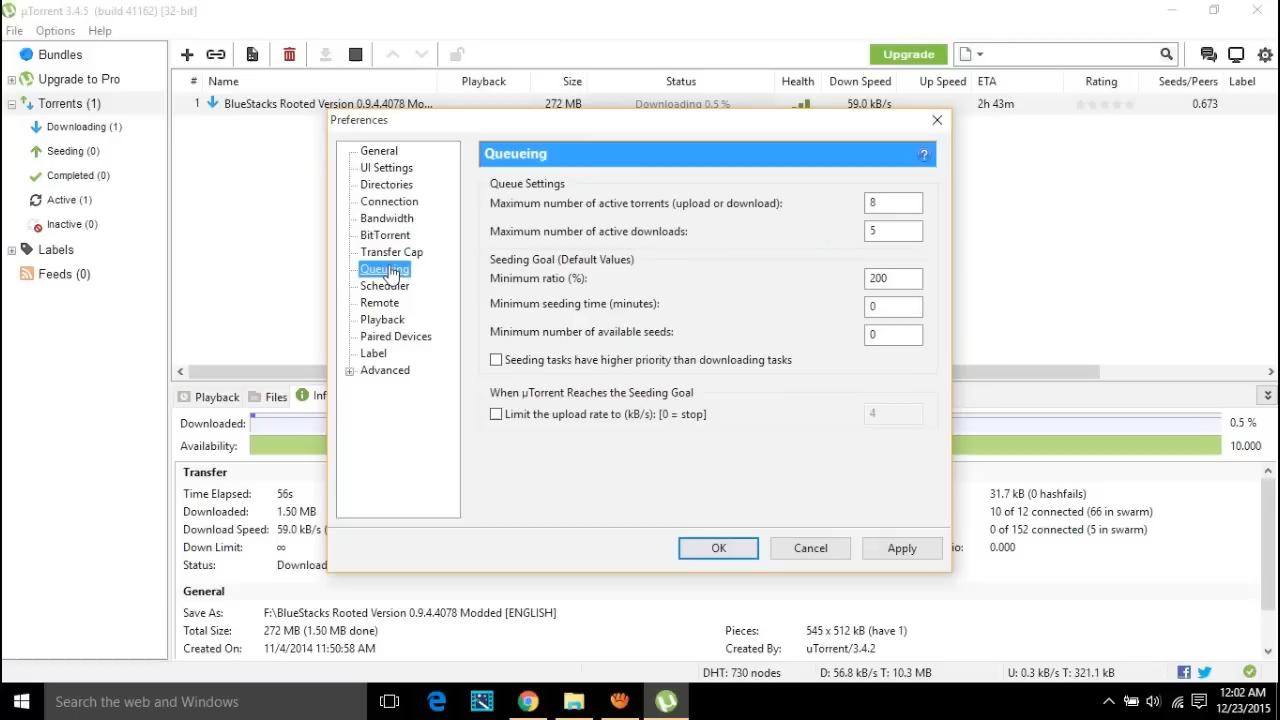 µTorrent 3.4.5 (build 41162) [32-bit]
File Options Help
Bundles
Upgrade to Pro
Torrents (1)
Downloading (1)
Seeding (0)
Completed (0)
Active (1)
Inactive (0)
Labels
Feeds (0)
Upgrade
# Name Playback Size Status Health Down Speed Up Speed ETA Rating Seeds/Peers Label
1 BlueStacks Rooted Version 0.9.4.4078 Mo... 272 MB Downloading 0.5 % 59.0 kB/s 2h 43m 0.673
Preferences
General
UI Settings
Directories
Connection
Bandwidth
BitTorrent
Transfer Cap
Queueing
Scheduler
Remote
Playback
Paired Devices
Label
Advanced
Queueing
Queue Settings
Maximum number of active torrents (upload or download): 8
Maximum number of active downloads: 5
Seeding Goal (Default Values)
Minimum ratio (%): 200
Minimum seeding time (minutes): 0
Minimum number of available seeds: 0
Seeding tasks have higher priority than downloading tasks
When µTorrent Reaches the Seeding Goal
Limit the upload rate to (kB/s): [0 = stop] 4
OK Cancel Apply
Playback Files Inf
Downloaded: 0.5 %
Availability: 10.000
Transfer
Time Elapsed: 56s 31.7 kB (0 hashfails)
Downloaded: 1.50 MB 10 of 12 connected (66 in swarm)
Download Speed: 59.0 kB/s ( 0 of 152 connected (5 in swarm)
Down Limit: ∞ io: 0.000
Status: Download
General
Save As: F:\BlueStacks Rooted Version 0.9.4.4078 Modded [ENGLISH]
Total Size: 272 MB (1.50 MB done) Pieces: 545 x 512 kB (have 1)
Created On: 11/4/2014 11:50:58 AM Created By: uTorrent/3.4.2
DHT: 730 nodes D: 56.8 kB/s T: 10.3 MB U: 0.3 kB/s T: 321.1 kB
Search the web and Windows
12:02 AM
12/23/2015